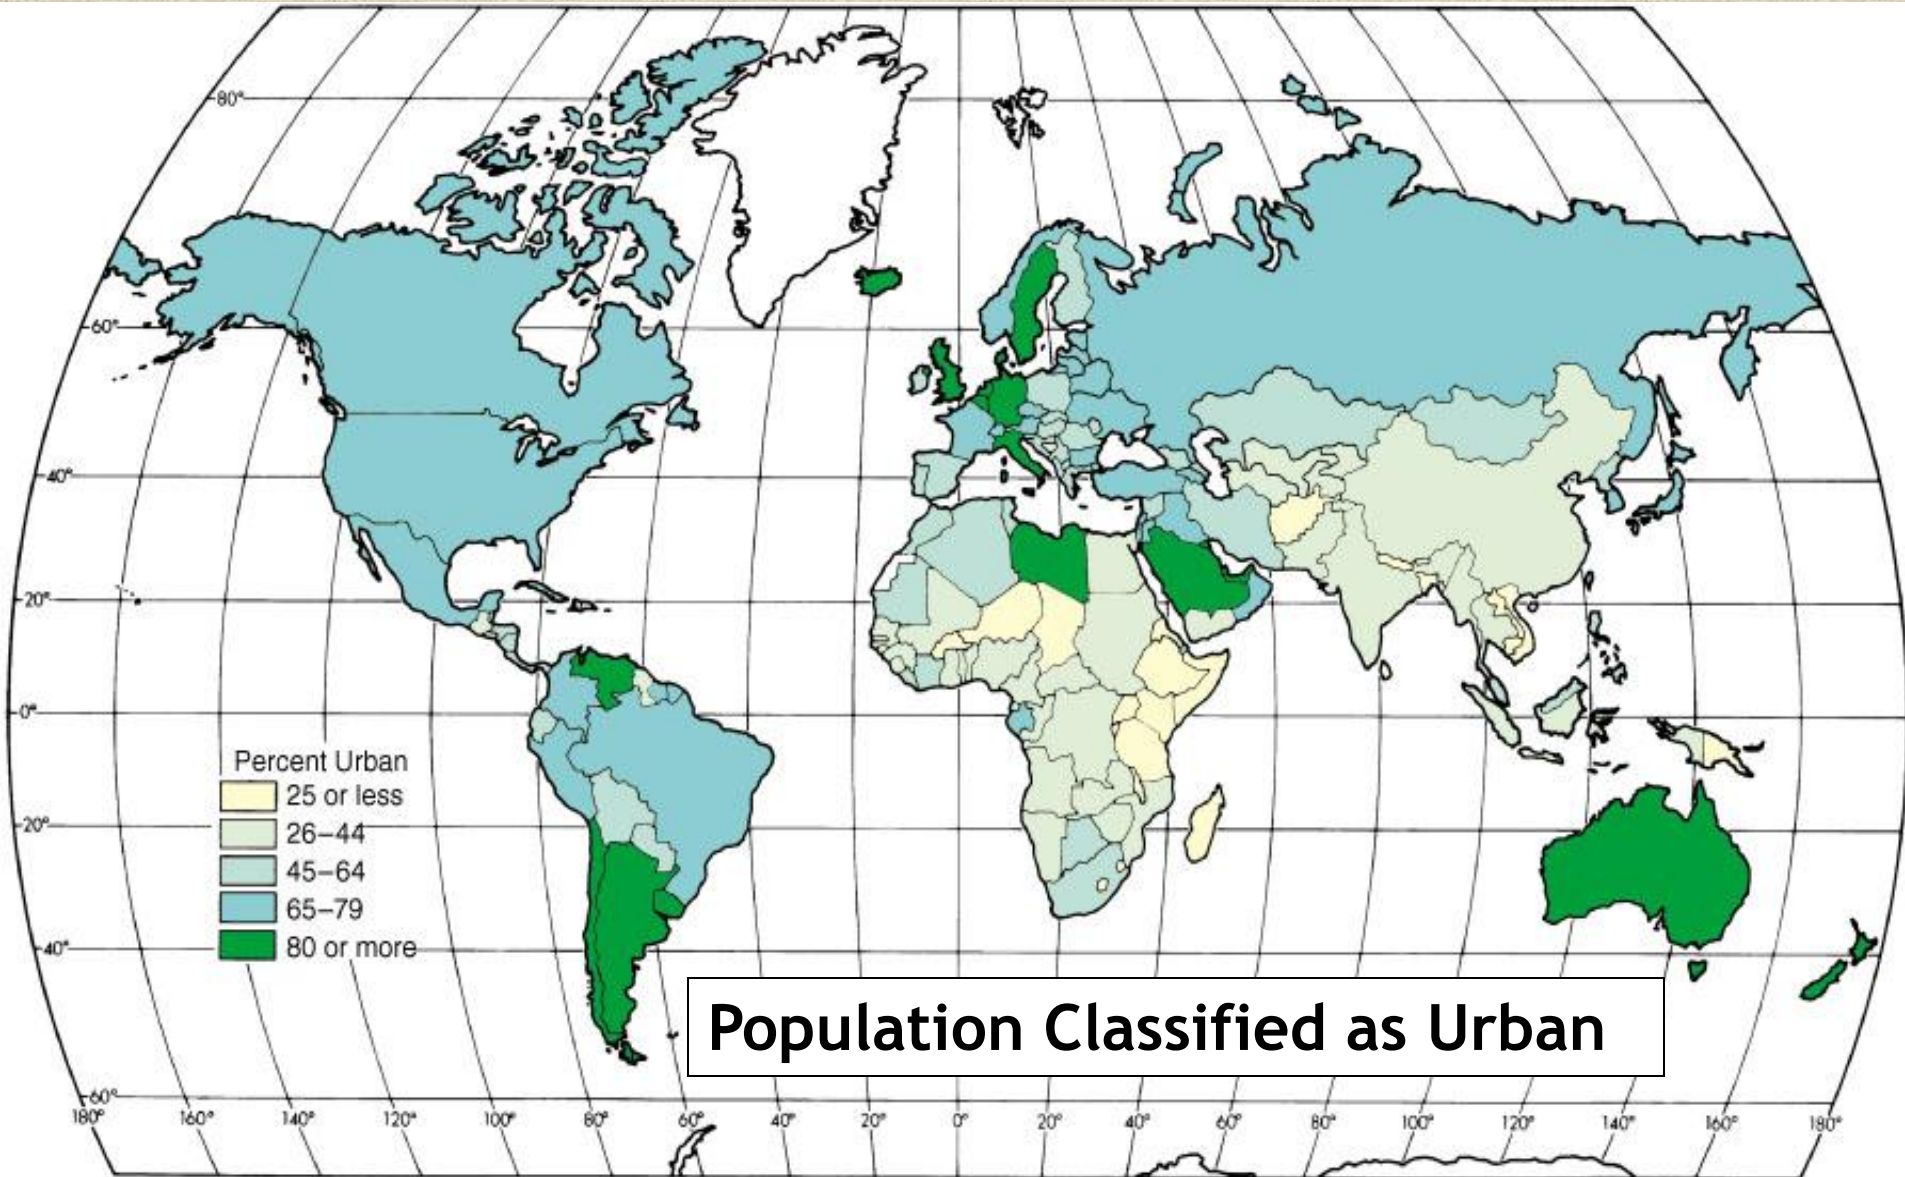 80°
60°
40°
20°
0°
20°
40°
60°
Percent Urban
25 or less
26–44
45–64
65–79
80 or more
Population Classified as Urban
180° 160° 140° 120° 100° 80° 60° 40° 20° 0° 20° 40° 60° 80° 100° 120° 140° 160° 180°